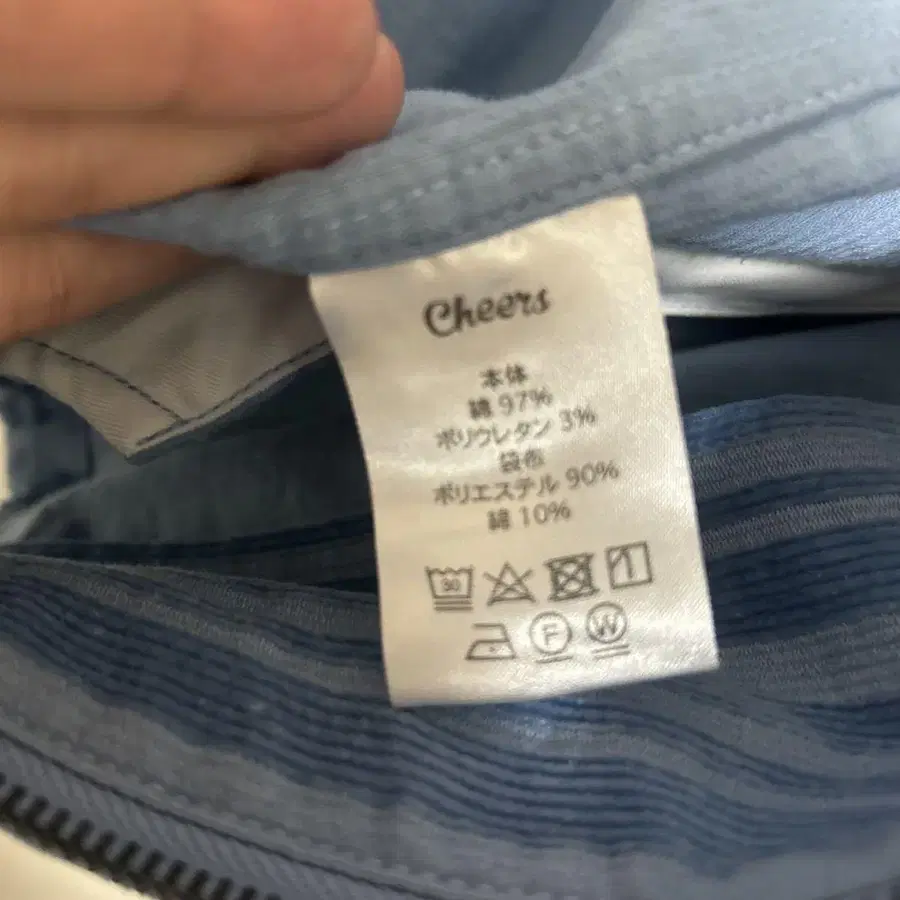 Cheers
本体
綿 97%
ポリウレタン 3%
袋布
ポリエステル 90%
綿 10%
30
F W